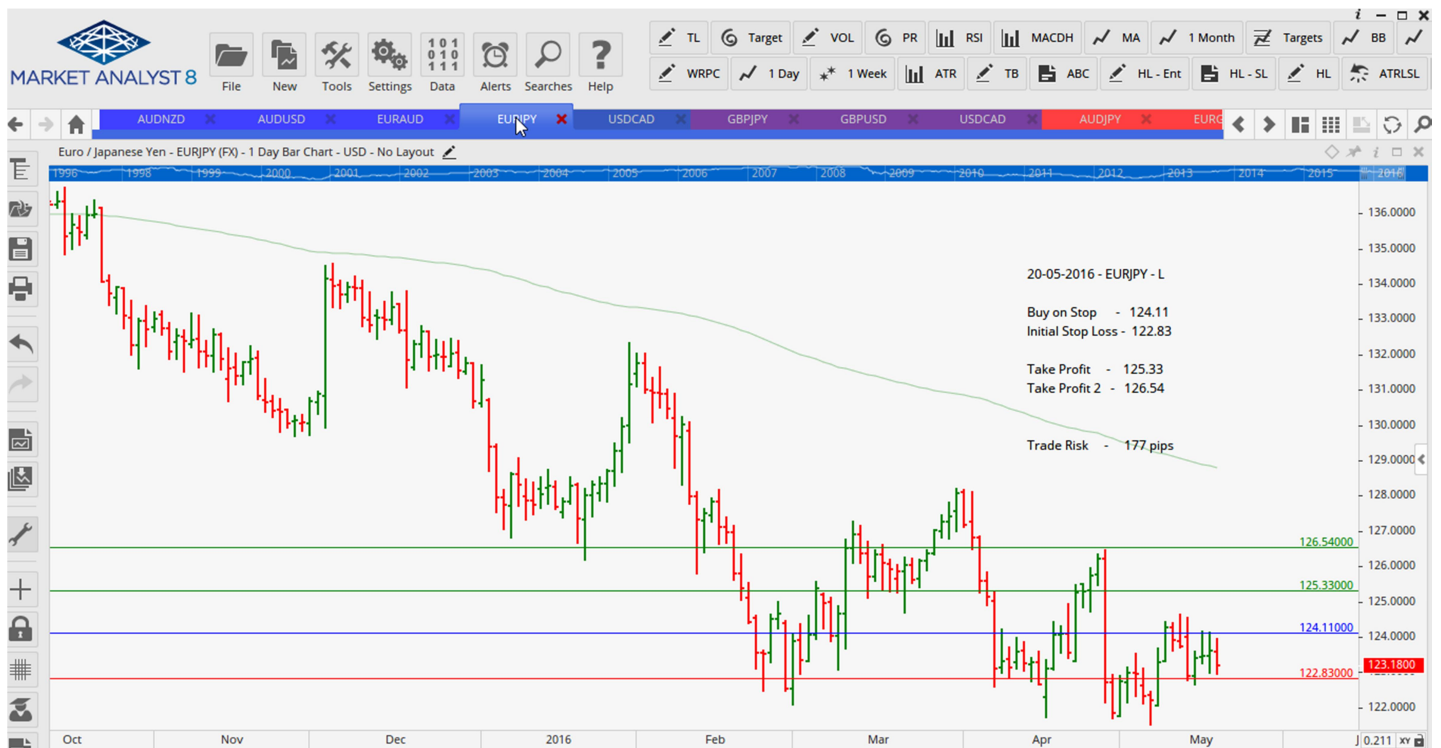 MARKET ANALYST 8
File New Tools Settings Data Alerts Searches Help
101
010
111
TL Target VOL PR RSI MACDH MA 1 Month Targets BB
WRPC 1 Day 1 Week ATR TB ABC HL - Ent HL - SL HL ATRLSL
AUDNZD AUDUSD EURAUD EURJPY USDCAD GBPJPY GBPUSD USDCAD AUDJPY EURG
Euro / Japanese Yen - EURJPY (FX) - 1 Day Bar Chart - USD - No Layout
1996 1998 1999 2000 2001 2002 2003 2004 2005 2006 2007 2008 2009 2010 2011 2012 2013 2014 2015 2016
136.0000
135.0000
20-05-2016 - EURJPY - L
134.0000
Buy on Stop - 124.11
133.0000
Initial Stop Loss - 122.83
132.0000
Take Profit - 125.33
131.0000
Take Profit 2 - 126.54
130.0000
Trade Risk - 177 pips
129.0000
128.0000
127.0000
126.54000
126.0000
125.33000
125.0000
124.11000
124.0000
123.1800
122.83000
122.0000
Oct Nov Dec 2016 Feb Mar Apr May J 0.211 XY